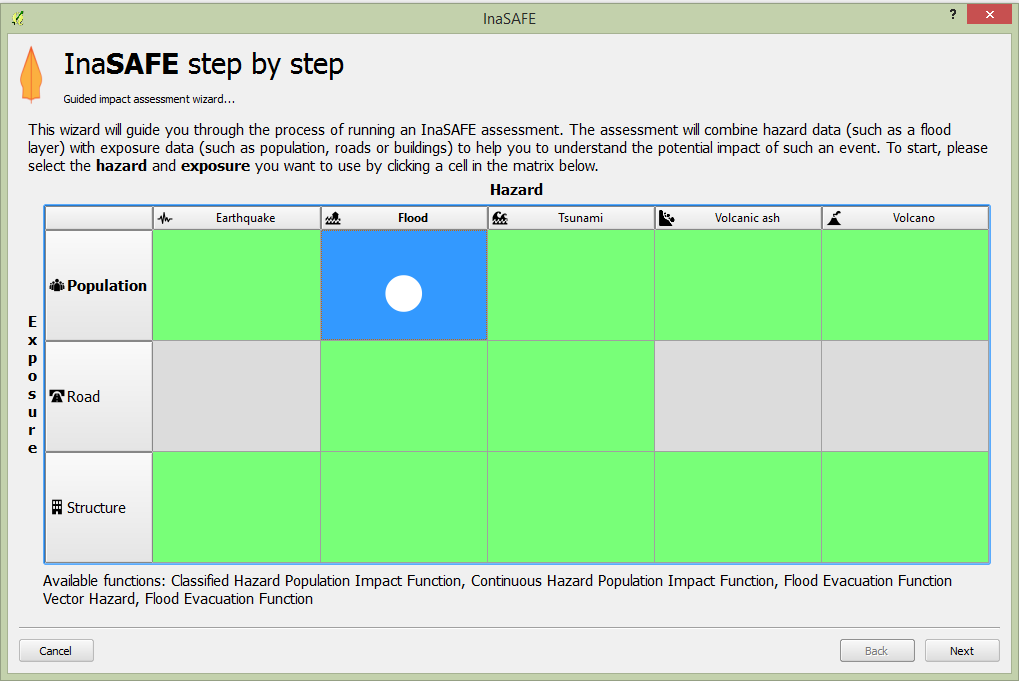 InaSAFE
?
InaSAFE step by step
Guided impact assessment wizard...
This wizard will guide you through the process of running an InaSAFE assessment. The assessment will combine hazard data (such as a flood
layer) with exposure data (such as population, roads or buildings) to help you to understand the potential impact of such an event. To start, please
select the hazard and exposure you want to use by clicking a cell in the matrix below.
Hazard
Earthquake Flood Tsunami Volcanic ash Volcano
Exposure
Population
Road
Structure
Available functions: Classified Hazard Population Impact Function, Continuous Hazard Population Impact Function, Flood Evacuation Function
Vector Hazard, Flood Evacuation Function
Cancel Back Next